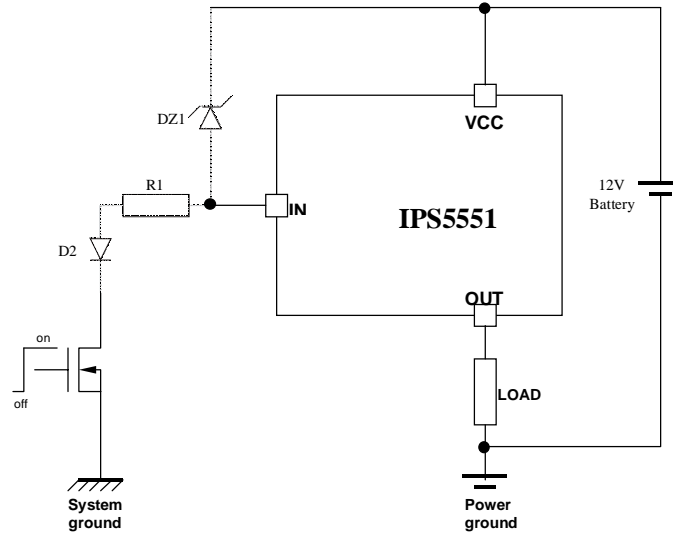 DZ1
VCC
R1
12V
Battery
IN
IPS5551
D2
OUT
on
LOAD
off
System
ground
Power
ground